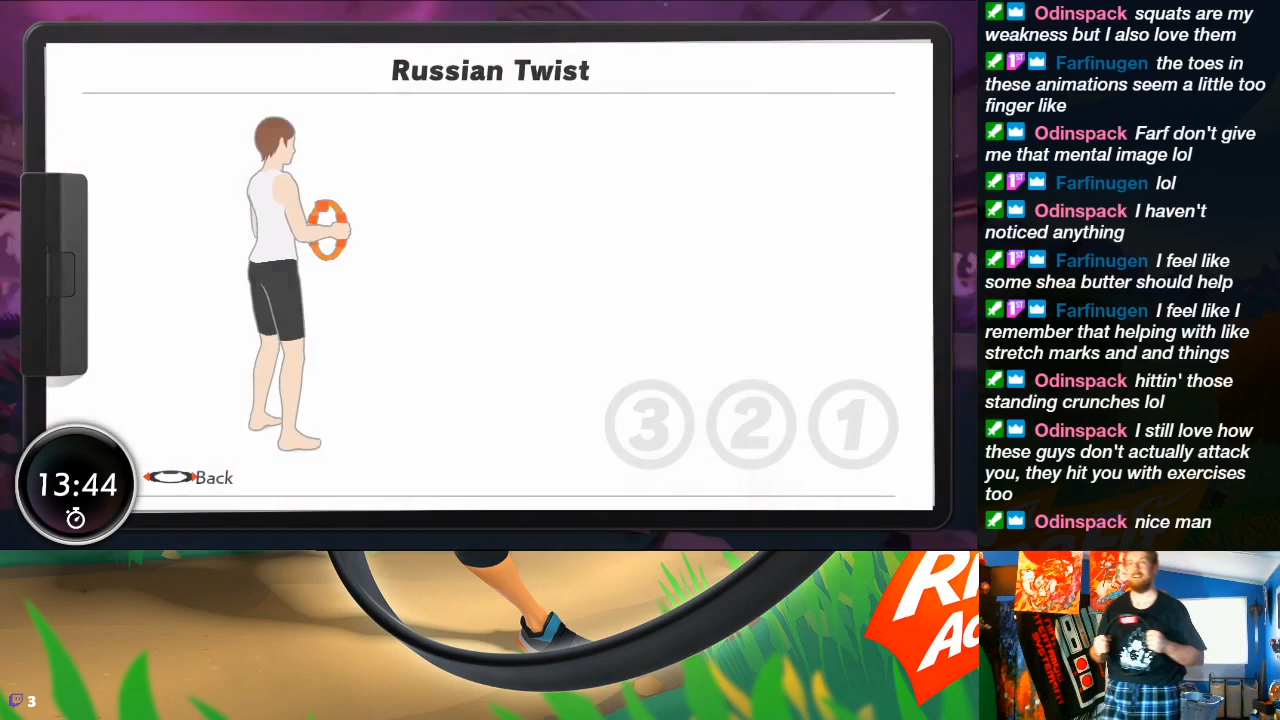 Russian Twist
3 2 1
13:44
Back
3
Odinspack squats are my
weakness but I also love them
Farfinugen the toes in
these animations seem a little too
finger like
Odinspack Farf don't give
me that mental image lol
Farfinugen lol
Odinspack I haven't
noticed anything
Farfinugen I feel like
some shea butter should help
Farfinugen I feel like I
remember that helping with like
stretch marks and and things
Odinspack hittin' those
standing crunches lol
Odinspack I still love how
these guys don't actually attack
you, they hit you with exercises
too
Odinspack nice man